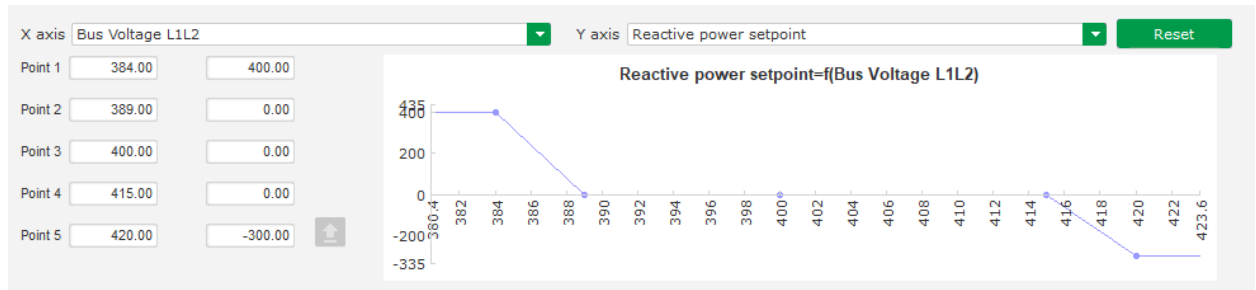 X axis Bus Voltage L1L2 Y axis Reactive power setpoint Reset
Point 1 384.00 400.00
Point 2 389.00 0.00
Point 3 400.00 0.00
Point 4 415.00 0.00
Point 5 420.00 -300.00
Reactive power setpoint=f(Bus Voltage L1L2)
435
400
200
0
-200
-335
380.4 382 384 386 388 390 392 394 396 398 400 402 404 406 408 410 412 414 416 418 420 422 423.6